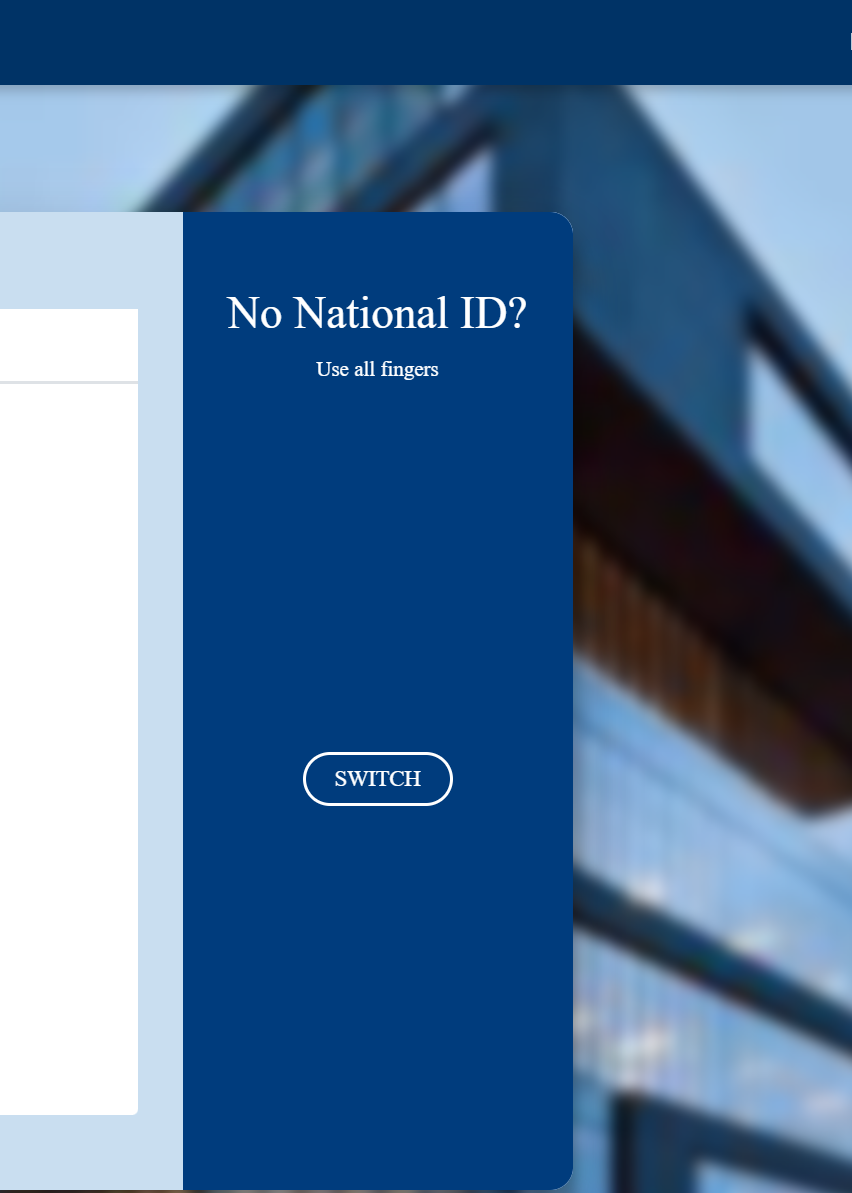 No National ID?
Use all fingers
SWITCH